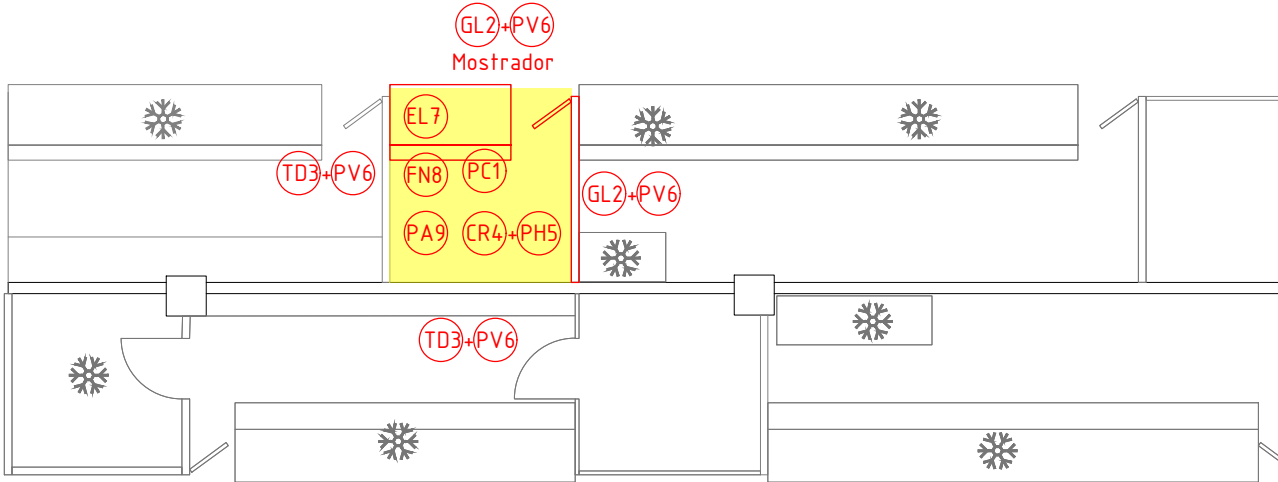 GL2+PV6
Mostrador
EL7
TD3+PV6
FN8
PC1
GL2+PV6
PA9
CR4+PH5
TD3+PV6